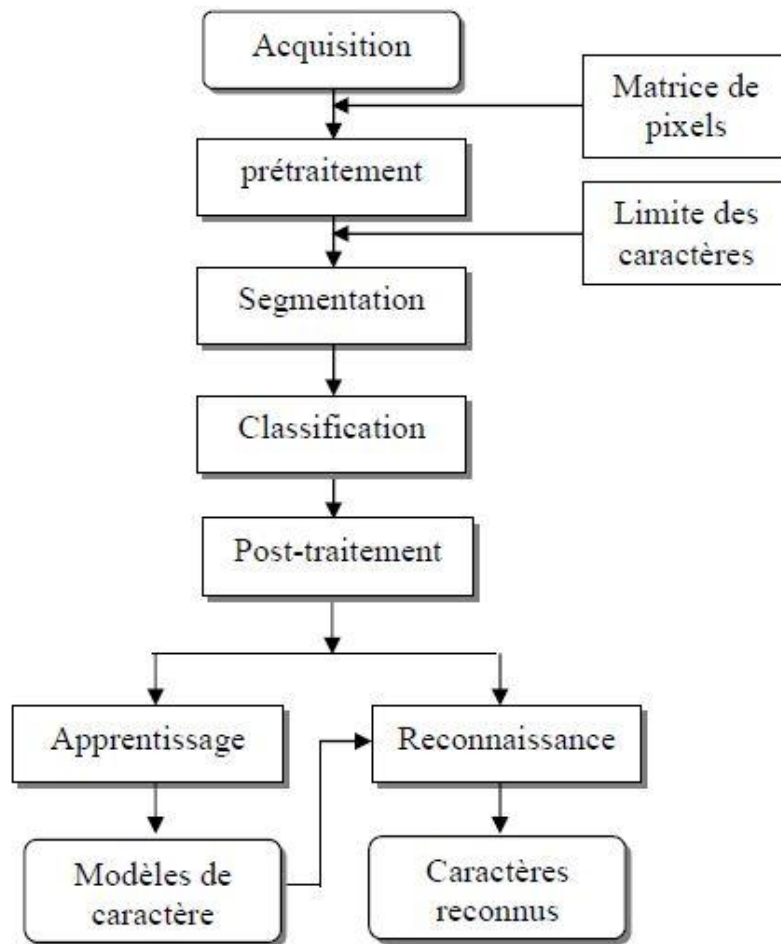 Acquisition
Matrice de
pixels
prétraitement
Limite des
caractères
Segmentation
Classification
Post-traitement
Apprentissage
Reconnaissance
Modèles de
caractère
Caractères
reconnus